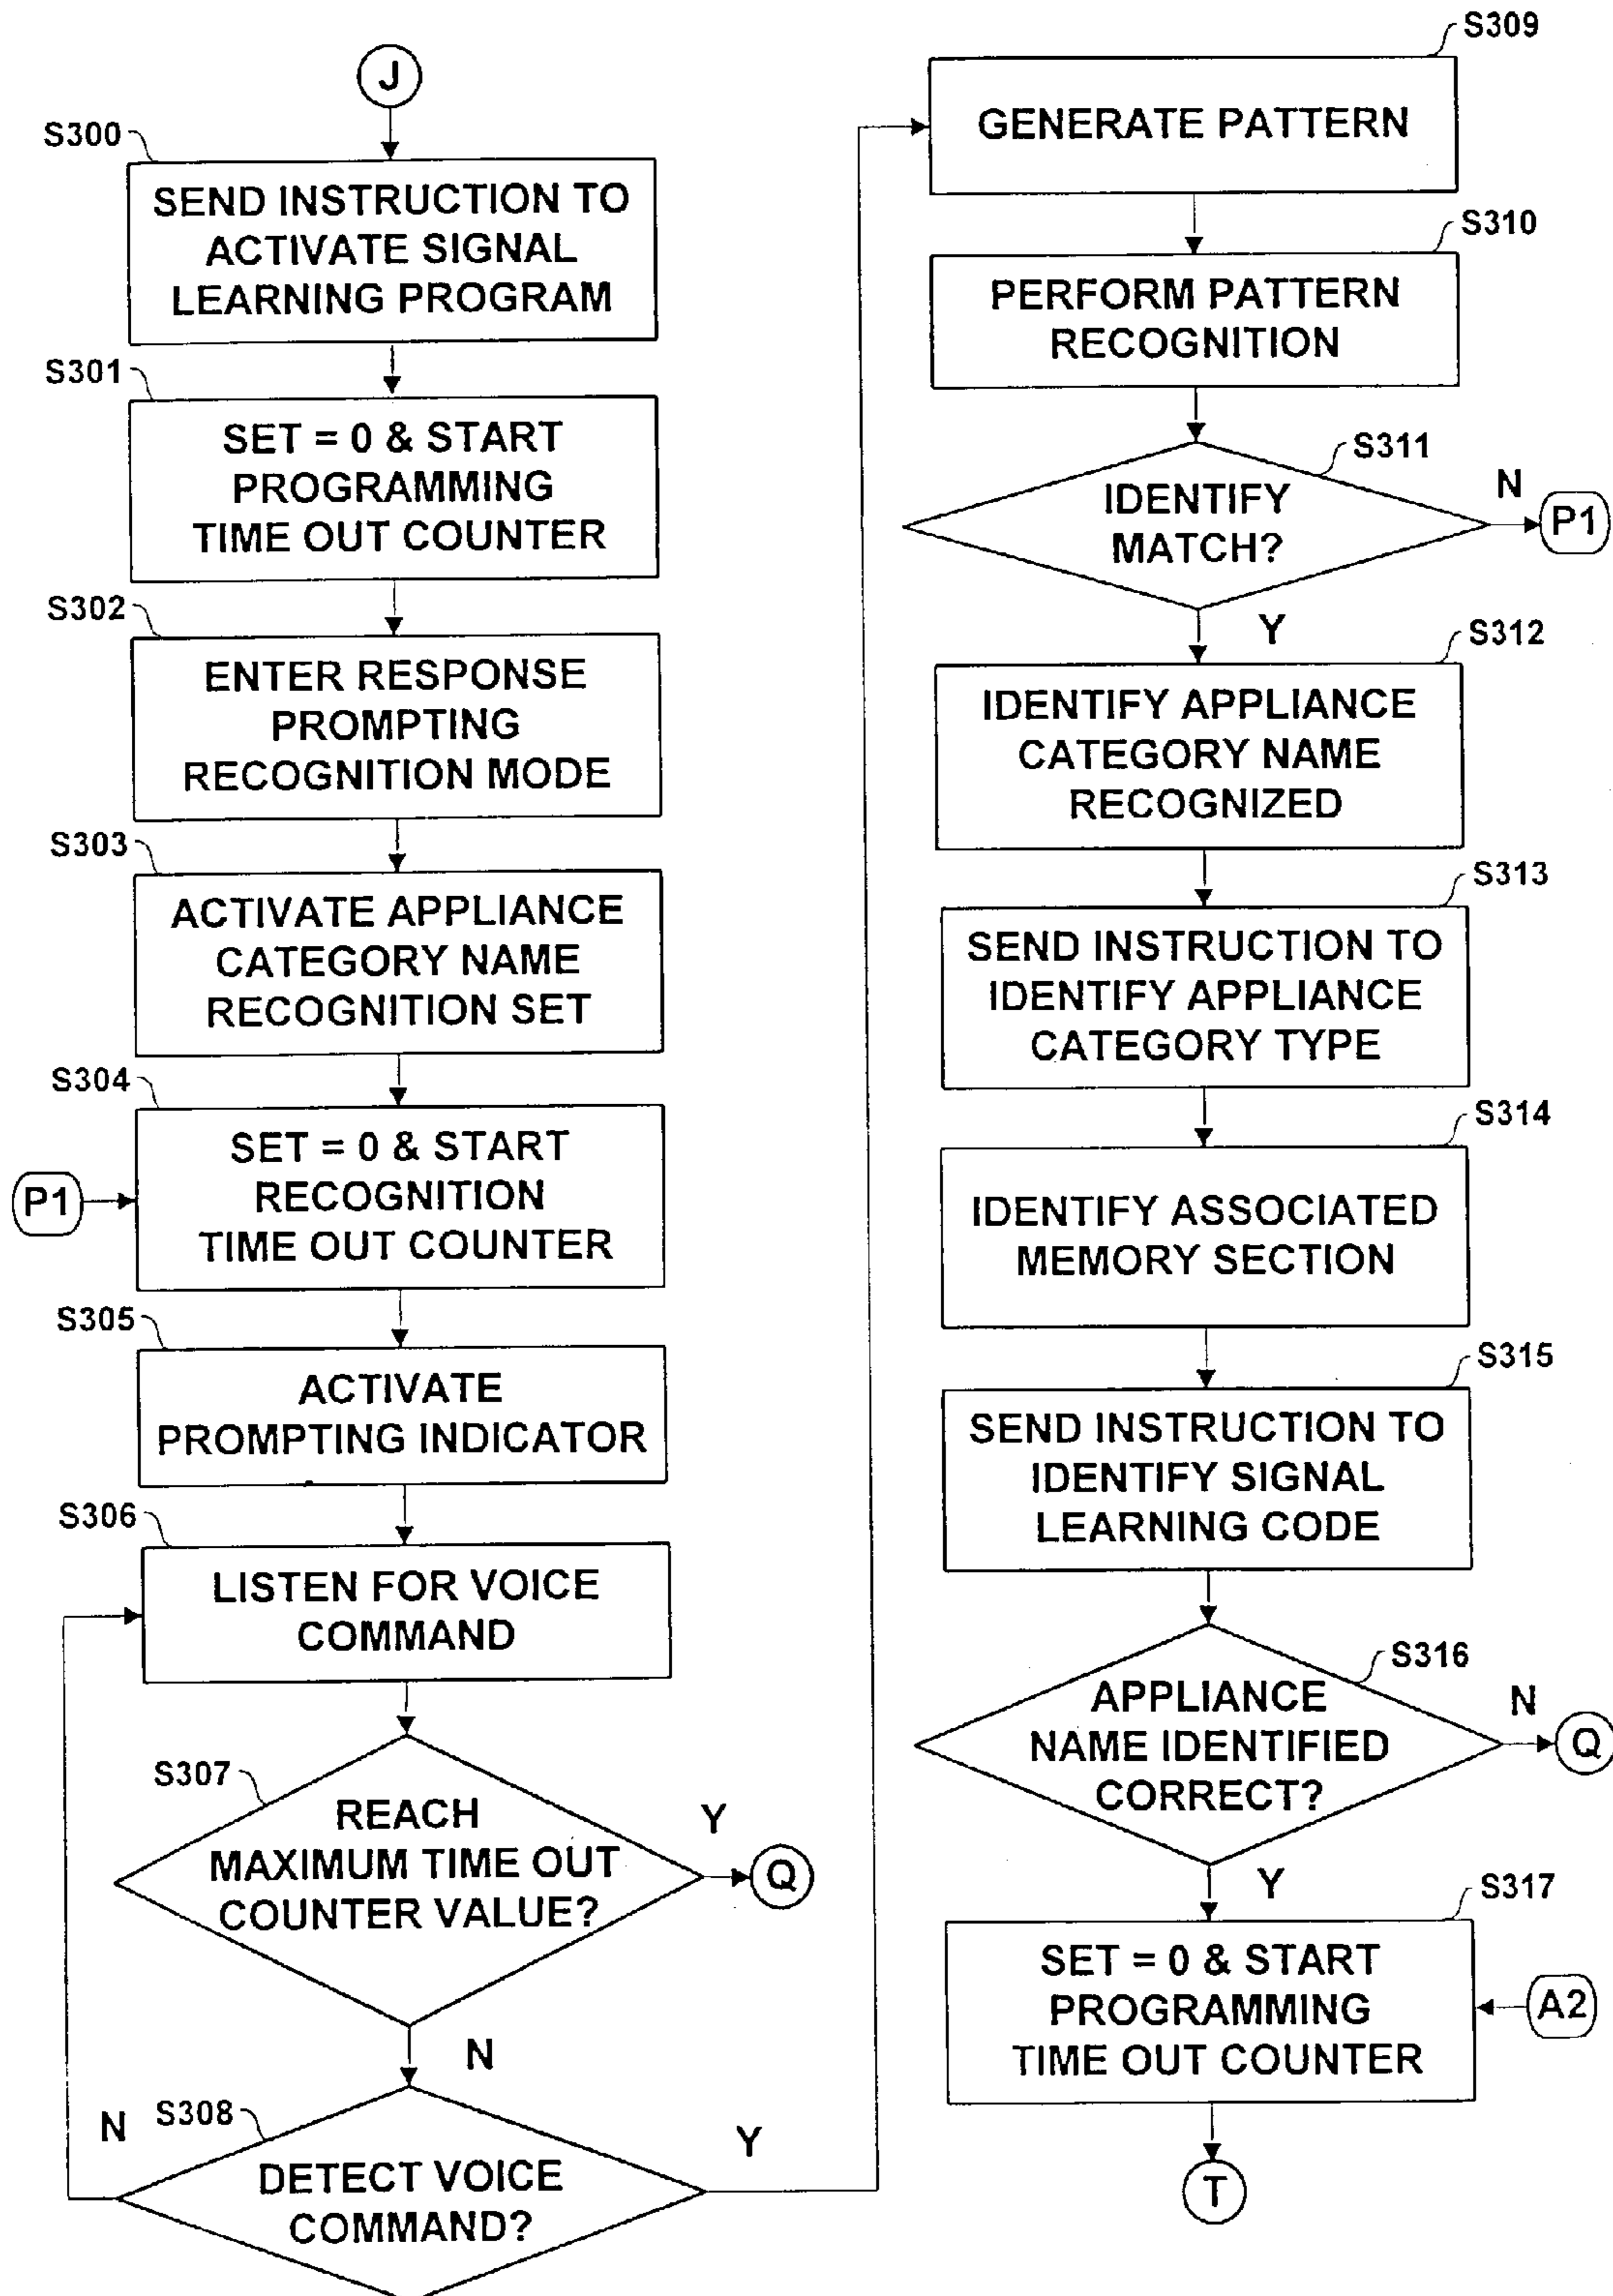 J
S300
SEND INSTRUCTION TO
ACTIVATE SIGNAL
LEARNING PROGRAM
S301
SET = 0 & START
PROGRAMMING
TIME OUT COUNTER
S302
ENTER RESPONSE
PROMPTING
RECOGNITION MODE
S303
ACTIVATE APPLIANCE
CATEGORY NAME
RECOGNITION SET
S304
P1
SET = 0 & START
RECOGNITION
TIME OUT COUNTER
S305
ACTIVATE
PROMPTING INDICATOR
S306
LISTEN FOR VOICE
COMMAND
S307
REACH
MAXIMUM TIME OUT
COUNTER VALUE?
Y
Q
N
S308
DETECT VOICE
COMMAND?
N
Y
S309
GENERATE PATTERN
S310
PERFORM PATTERN
RECOGNITION
S311
IDENTIFY
MATCH?
N
P1
Y
S312
IDENTIFY APPLIANCE
CATEGORY NAME
RECOGNIZED
S313
SEND INSTRUCTION TO
IDENTIFY APPLIANCE
CATEGORY TYPE
S314
IDENTIFY ASSOCIATED
MEMORY SECTION
S315
SEND INSTRUCTION TO
IDENTIFY SIGNAL
LEARNING CODE
S316
APPLIANCE
NAME IDENTIFIED
CORRECT?
N
Q
Y
S317
SET = 0 & START
PROGRAMMING
TIME OUT COUNTER
A2
T